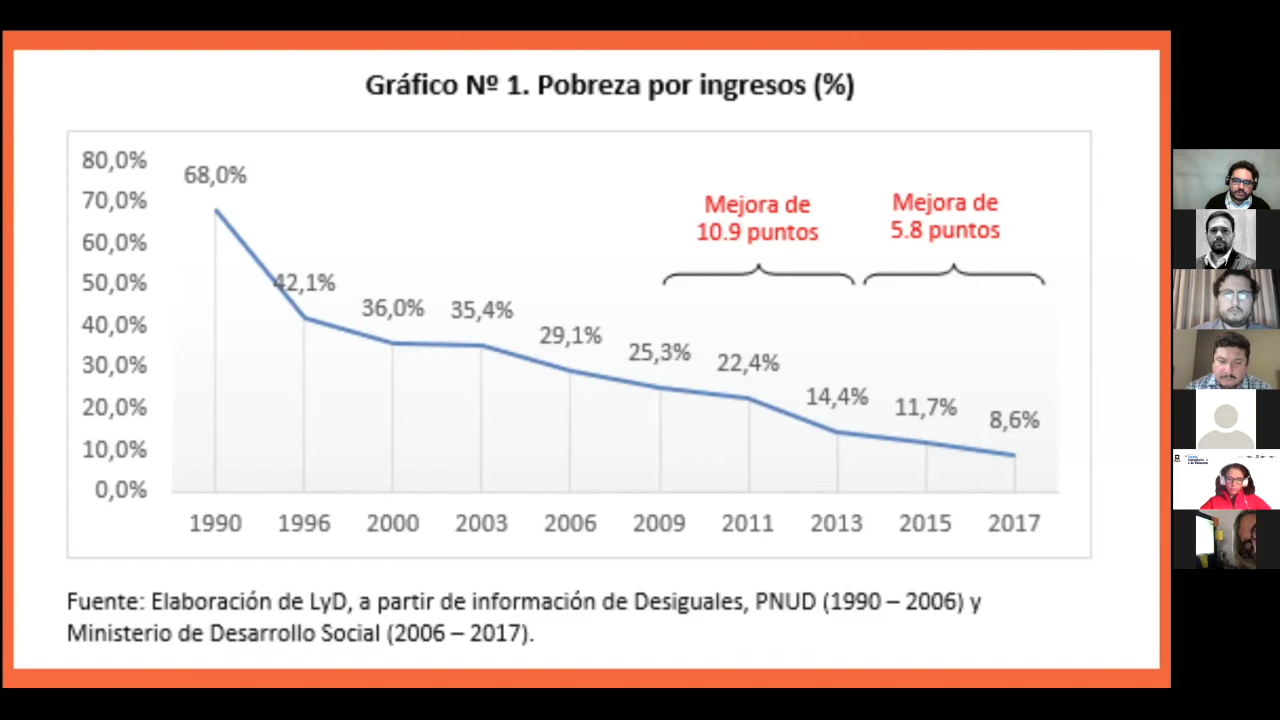 Gráfico Nº 1. Pobreza por ingresos (%)
80,0%
70,0%
60,0%
50,0%
40,0%
30,0%
20,0%
10,0%
0,0%
68,0%
42,1%
36,0%
35,4%
29,1%
25,3%
22,4%
14,4%
11,7%
8,6%
Mejora de
10.9 puntos
Mejora de
5.8 puntos
1990 1996 2000 2003 2006 2009 2011 2013 2015 2017
Fuente: Elaboración de LyD, a partir de información de Desiguales, PNUD (1990 – 2006) y
Ministerio de Desarrollo Social (2006 – 2017).